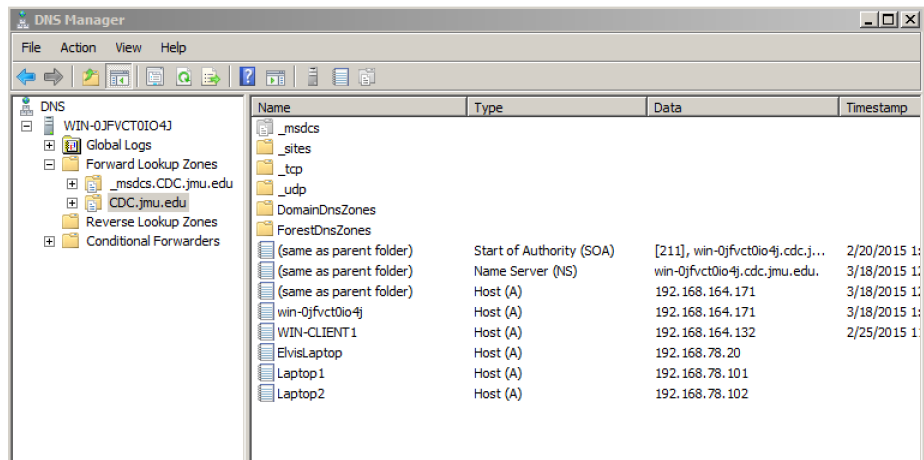 DNS Manager
File Action View Help
DNS
WIN-0JFVCT0IO4J
Global Logs
Forward Lookup Zones
_msdcs.CDC.jmu.edu
CDC.jmu.edu
Reverse Lookup Zones
Conditional Forwarders
Name Type Data Timestamp
_msdcs
_sites
_tcp
_udp
DomainDnsZones
ForestDnsZones
(same as parent folder) Start of Authority (SOA) [211], win-0jfvct0io4j.cdc.j... 2/20/2015 1:
(same as parent folder) Name Server (NS) win-0jfvct0io4j.cdc.jmu.edu. 3/18/2015 12
(same as parent folder) Host (A) 192.168.164.171 3/18/2015 12
win-0jfvct0io4j Host (A) 192.168.164.171 3/18/2015 1:
WIN-CLIENT1 Host (A) 192.168.164.132 2/25/2015 1
ElvisLaptop Host (A) 192.168.78.20
Laptop1 Host (A) 192.168.78.101
Laptop2 Host (A) 192.168.78.102